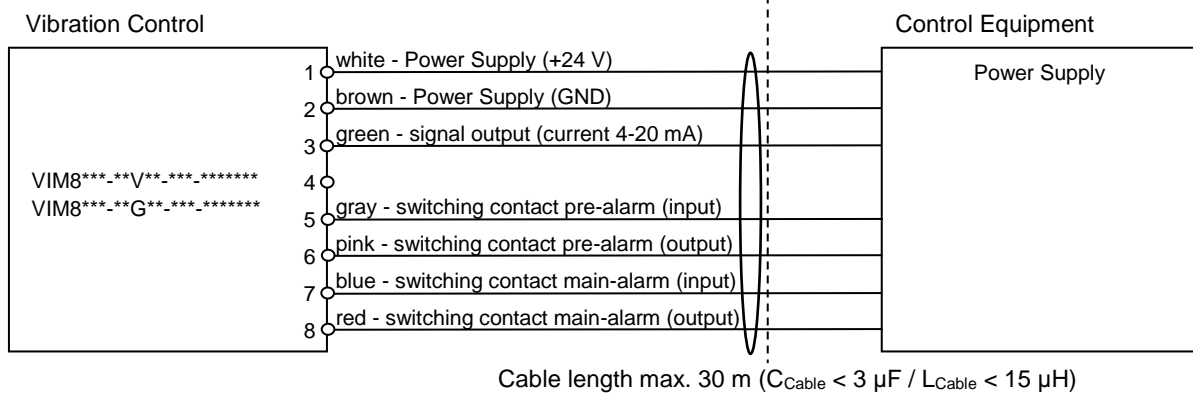 Vibration Control
Control Equipment
1 white - Power Supply (+24 V)
Power Supply
2 brown - Power Supply (GND)
3 green - signal output (current 4-20 mA)
VIM8***-**V**-***-*******
4
VIM8***-**G**-***-*******
5 gray - switching contact pre-alarm (input)
6 pink - switching contact pre-alarm (output)
7 blue - switching contact main-alarm (input)
8 red - switching contact main-alarm (output)
Cable length max. 30 m (C_Cable < 3 µF / L_Cable < 15 µH)